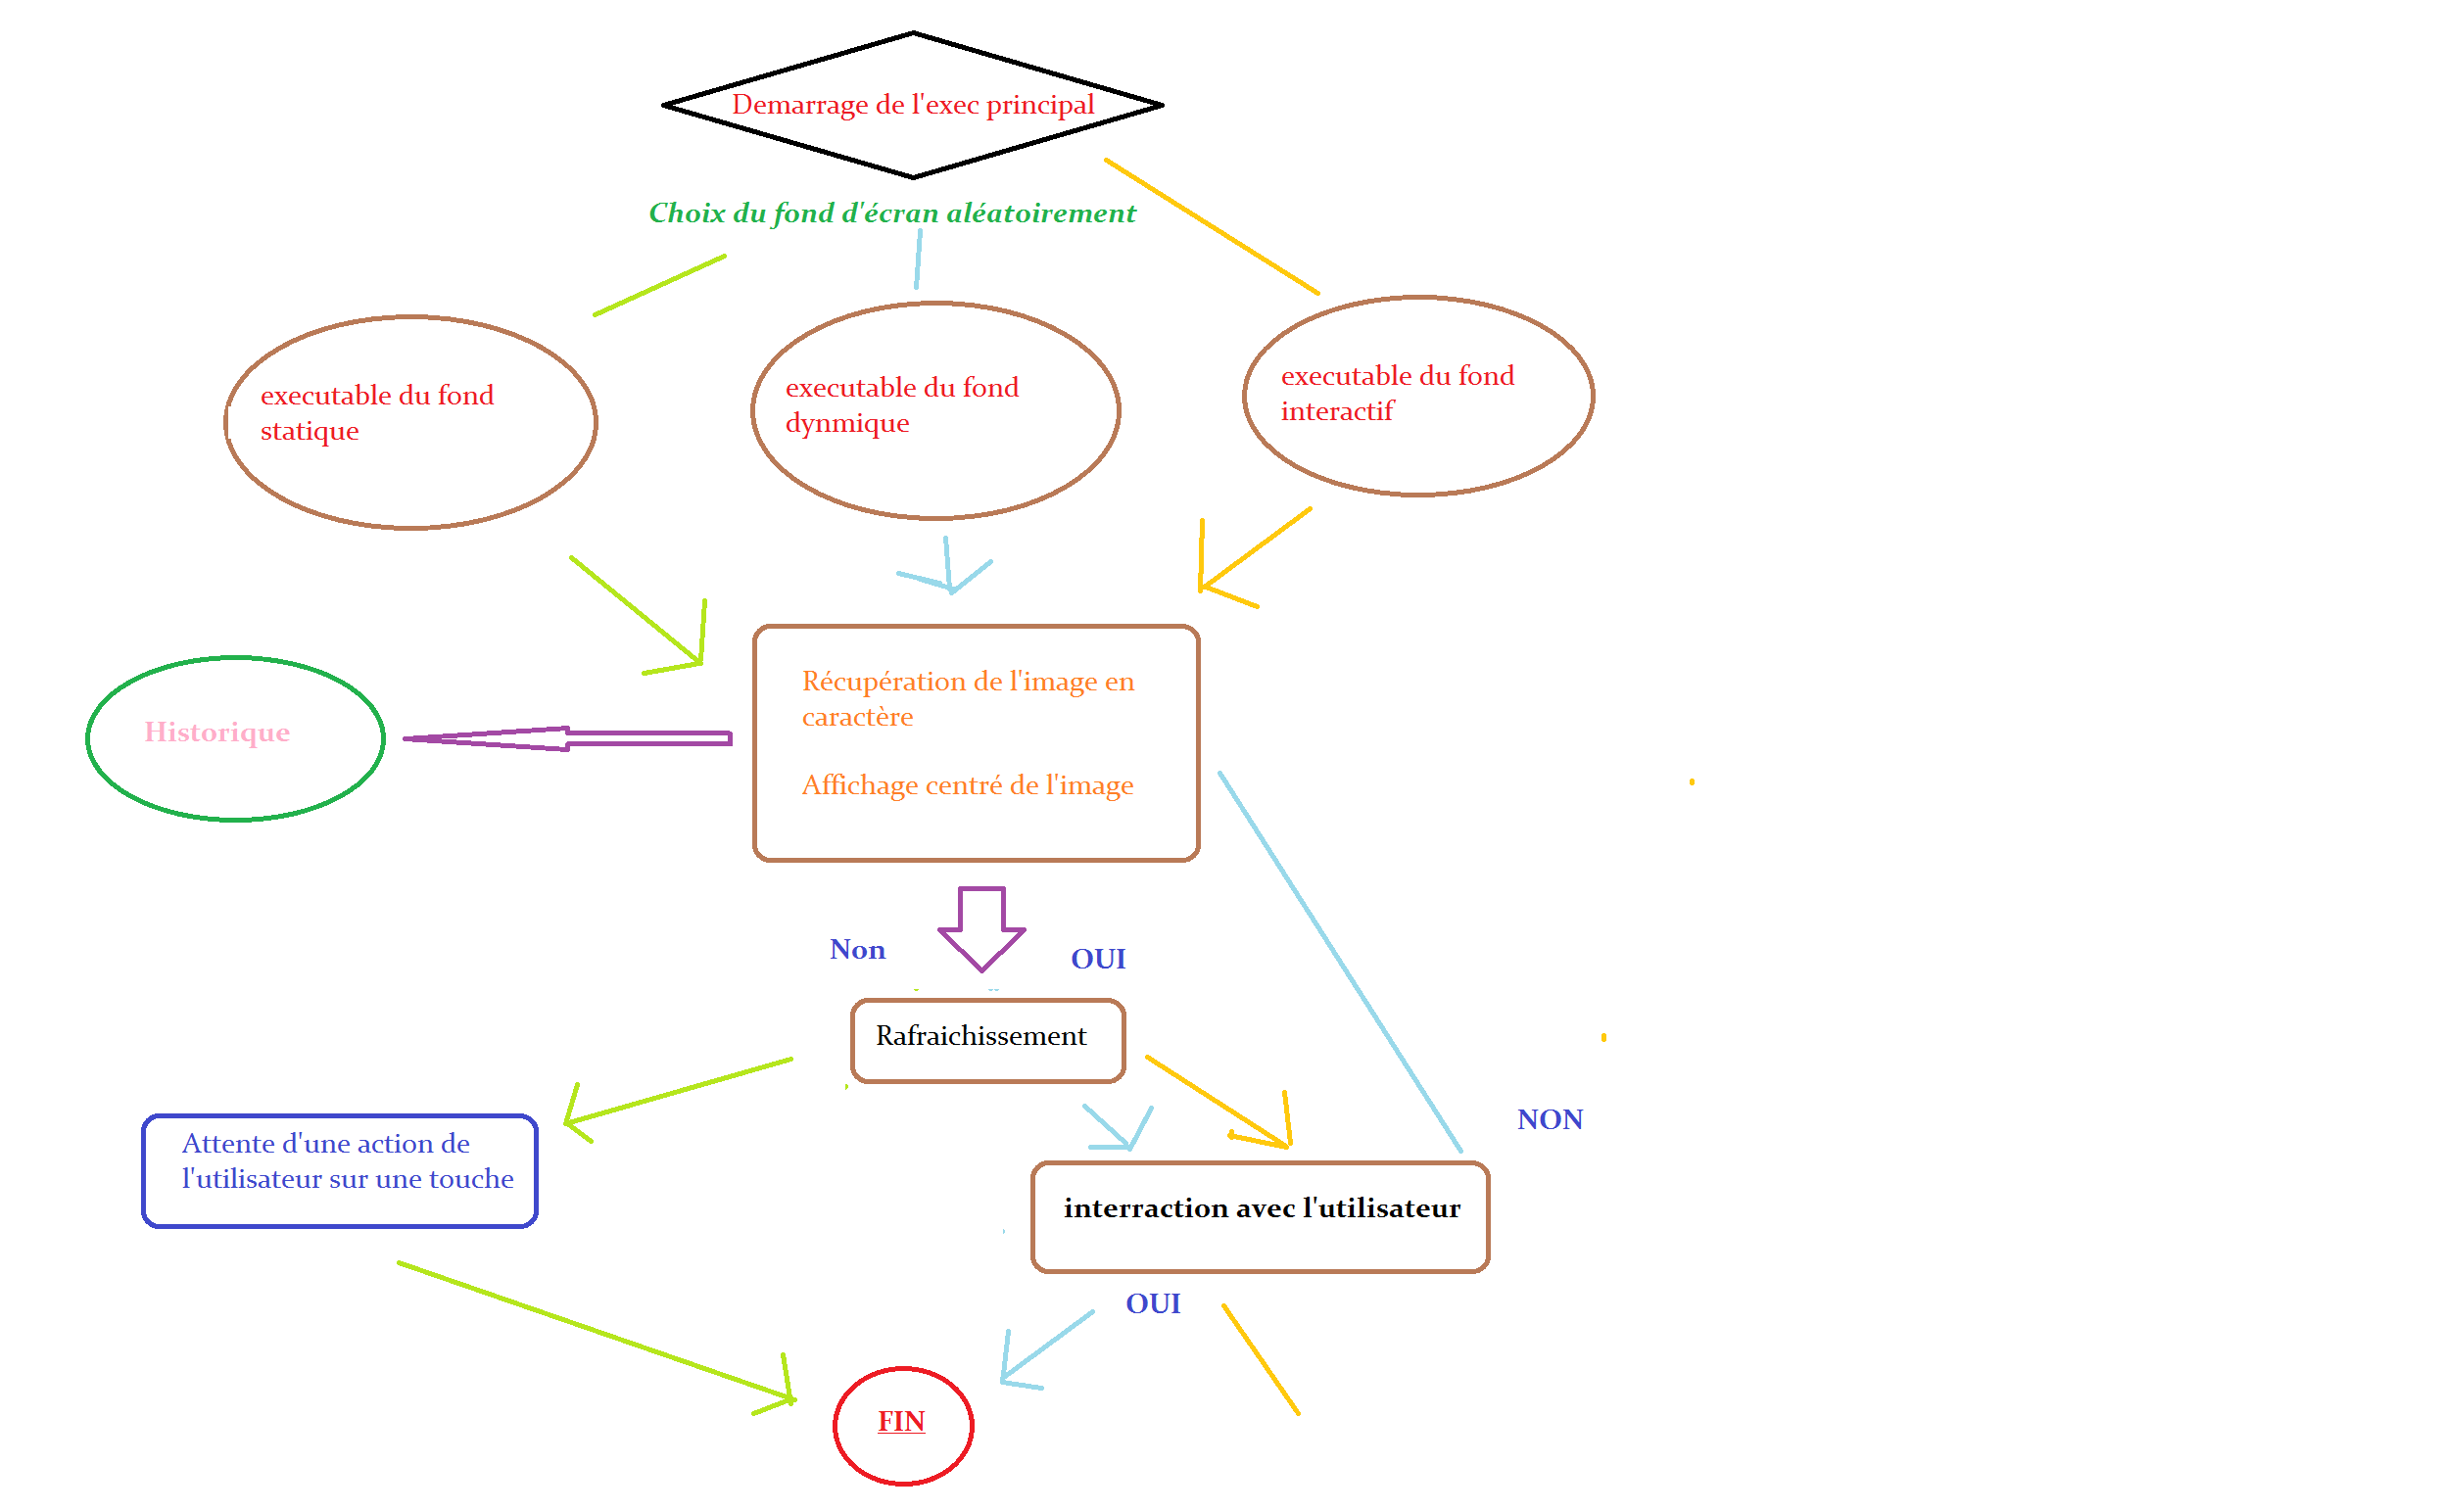 Demarrage de l'exec principal
Choix du fond d'écran aléatoirement
executable du fond
statique
executable du fond
dynmique
executable du fond
interactif
Historique
Récupération de l'image en
caractère
Affichage centré de l'image
Non
OUI
Rafraichissement
NON
Attente d'une action de
l'utilisateur sur une touche
interraction avec l'utilisateur
OUI
FIN